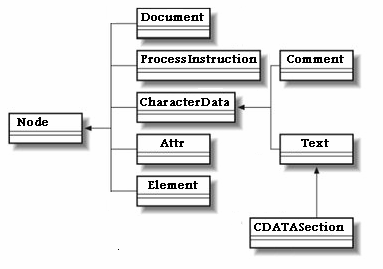 Document
ProcessInstruction
Comment
CharacterData
Node
Attr
Text
Element
CDATASection